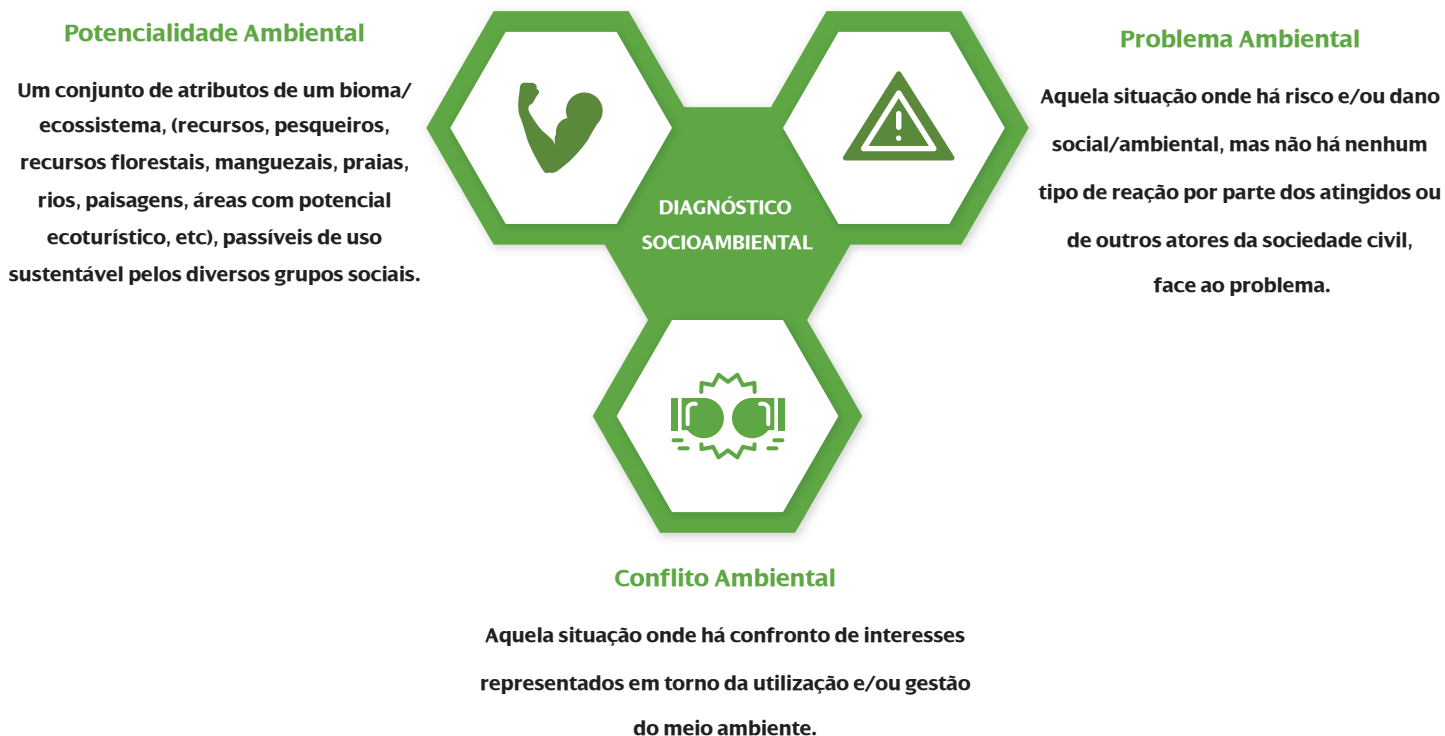 Potencialidade Ambiental
Um conjunto de atributos de um bioma/
ecossistema, (recursos, pesqueiros,
recursos florestais, manguezais, praias,
rios, paisagens, áreas com potencial
ecoturístico, etc), passíveis de uso
sustentável pelos diversos grupos sociais.
DIAGNÓSTICO
SOCIOAMBIENTAL
Problema Ambiental
Aquela situação onde há risco e/ou dano
social/ambiental, mas não há nenhum
tipo de reação por parte dos atingidos ou
de outros atores da sociedade civil,
face ao problema.
Conflito Ambiental
Aquela situação onde há confronto de interesses
representados em torno da utilização e/ou gestão
do meio ambiente.